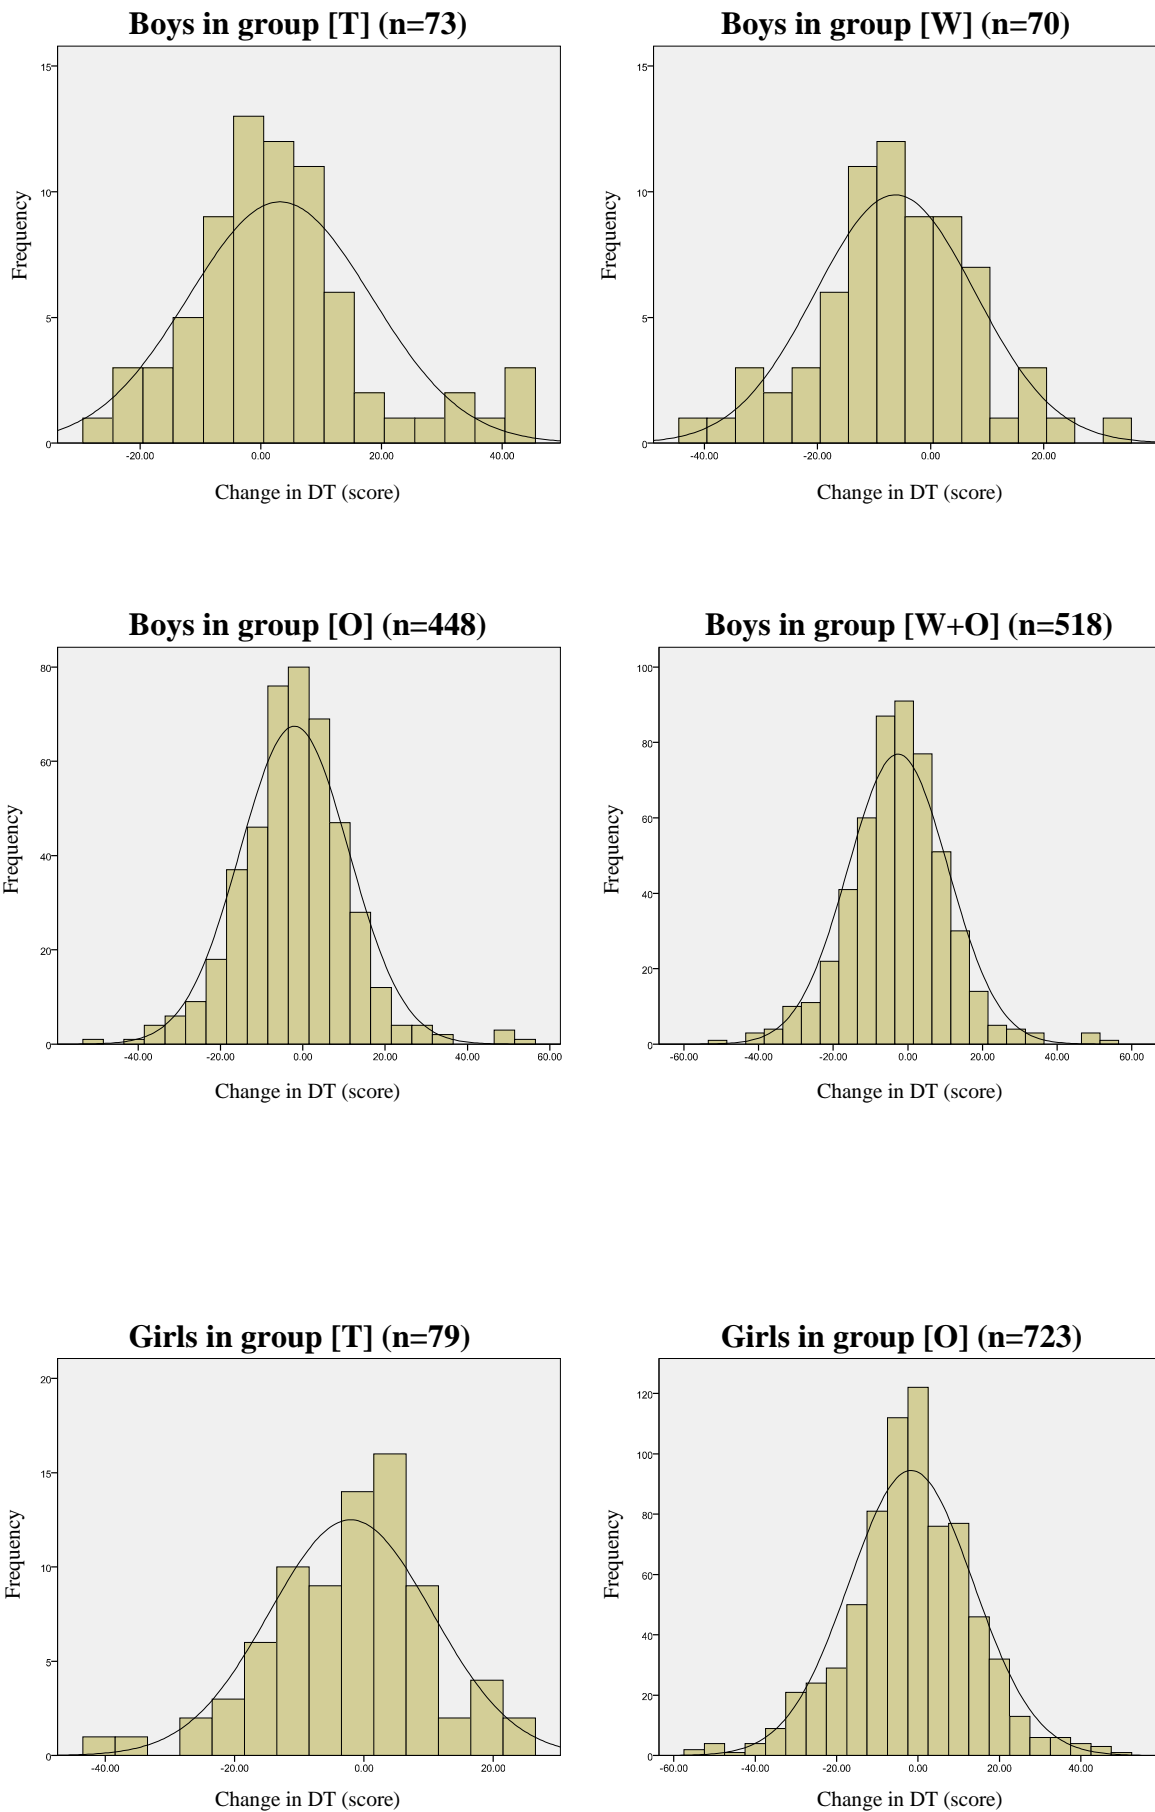 Boys in group [T] (n=73)
15
10
5
0
Frequency
-20.00 0.00 20.00 40.00
Change in DT (score)
Boys in group [W] (n=70)
15
10
5
0
Frequency
-40.00 -20.00 0.00 20.00
Change in DT (score)
Boys in group [O] (n=448)
80
60
40
20
0
Frequency
-40.00 -20.00 0.00 20.00 40.00 60.00
Change in DT (score)
Boys in group [W+O] (n=518)
100
80
60
40
20
0
Frequency
-60.00 -40.00 -20.00 0.00 20.00 40.00 60.00
Change in DT (score)
Girls in group [T] (n=79)
20
15
10
5
0
Frequency
-40.00 -20.00 0.00 20.00
Change in DT (score)
Girls in group [O] (n=723)
120
100
80
60
40
20
0
Frequency
-60.00 -40.00 -20.00 0.00 20.00 40.00
Change in DT (score)